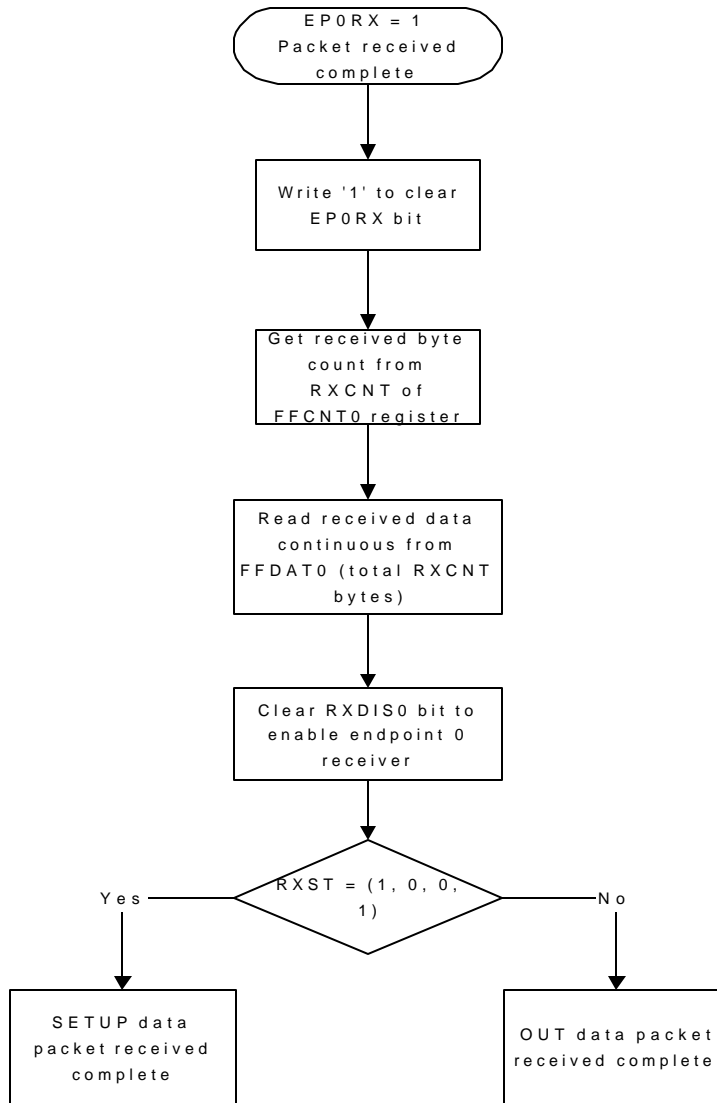 EP0RX = 1
Packet received
complete
Write '1' to clear
EP0RX bit
Get received byte
count from
RXCNT of
FFCNT0 register
Read received data
continuous from
FFDAT0 (total RXCNT
bytes)
Clear RXDIS0 bit to
enable endpoint 0
receiver
RXST = (1, 0, 0,
1)
Yes
No
SETUP data
packet received
complete
OUT data packet
received complete